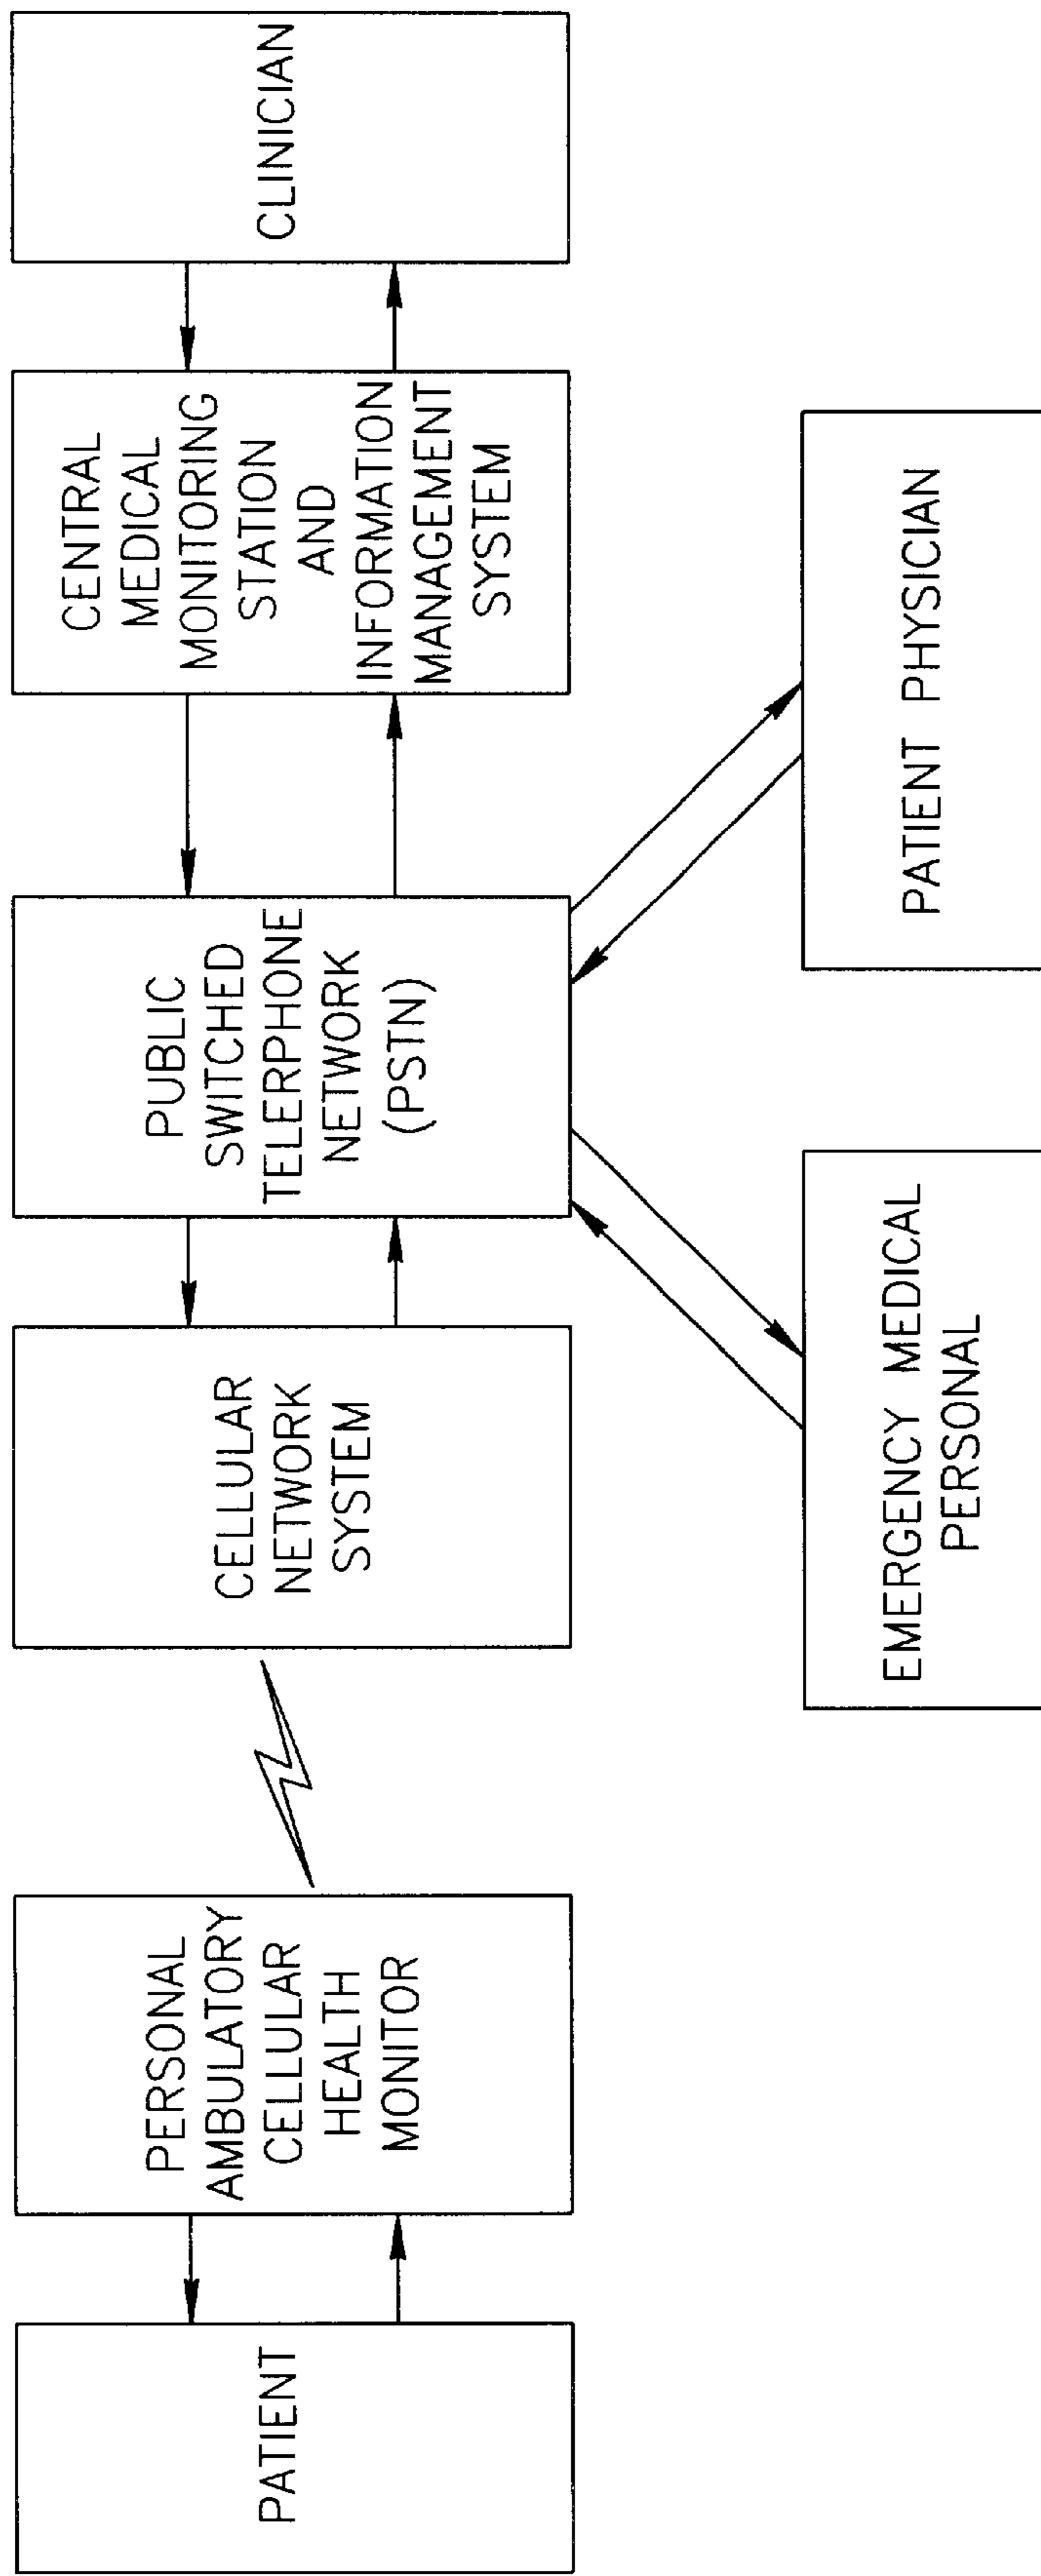 PATIENT
PERSONAL
AMBULATORY
CELLULAR
HEALTH
MONITOR
CELLULAR
NETWORK
SYSTEM
PUBLIC
SWITCHED
TELERPHONE
NETWORK
(PSTN)
CENTRAL
MEDICAL
MONITORING
STATION
AND
INFORMATION
MANAGEMENT
SYSTEM
CLINICIAN
EMERGENCY MEDICAL
PERSONAL
PATIENT PHYSICIAN